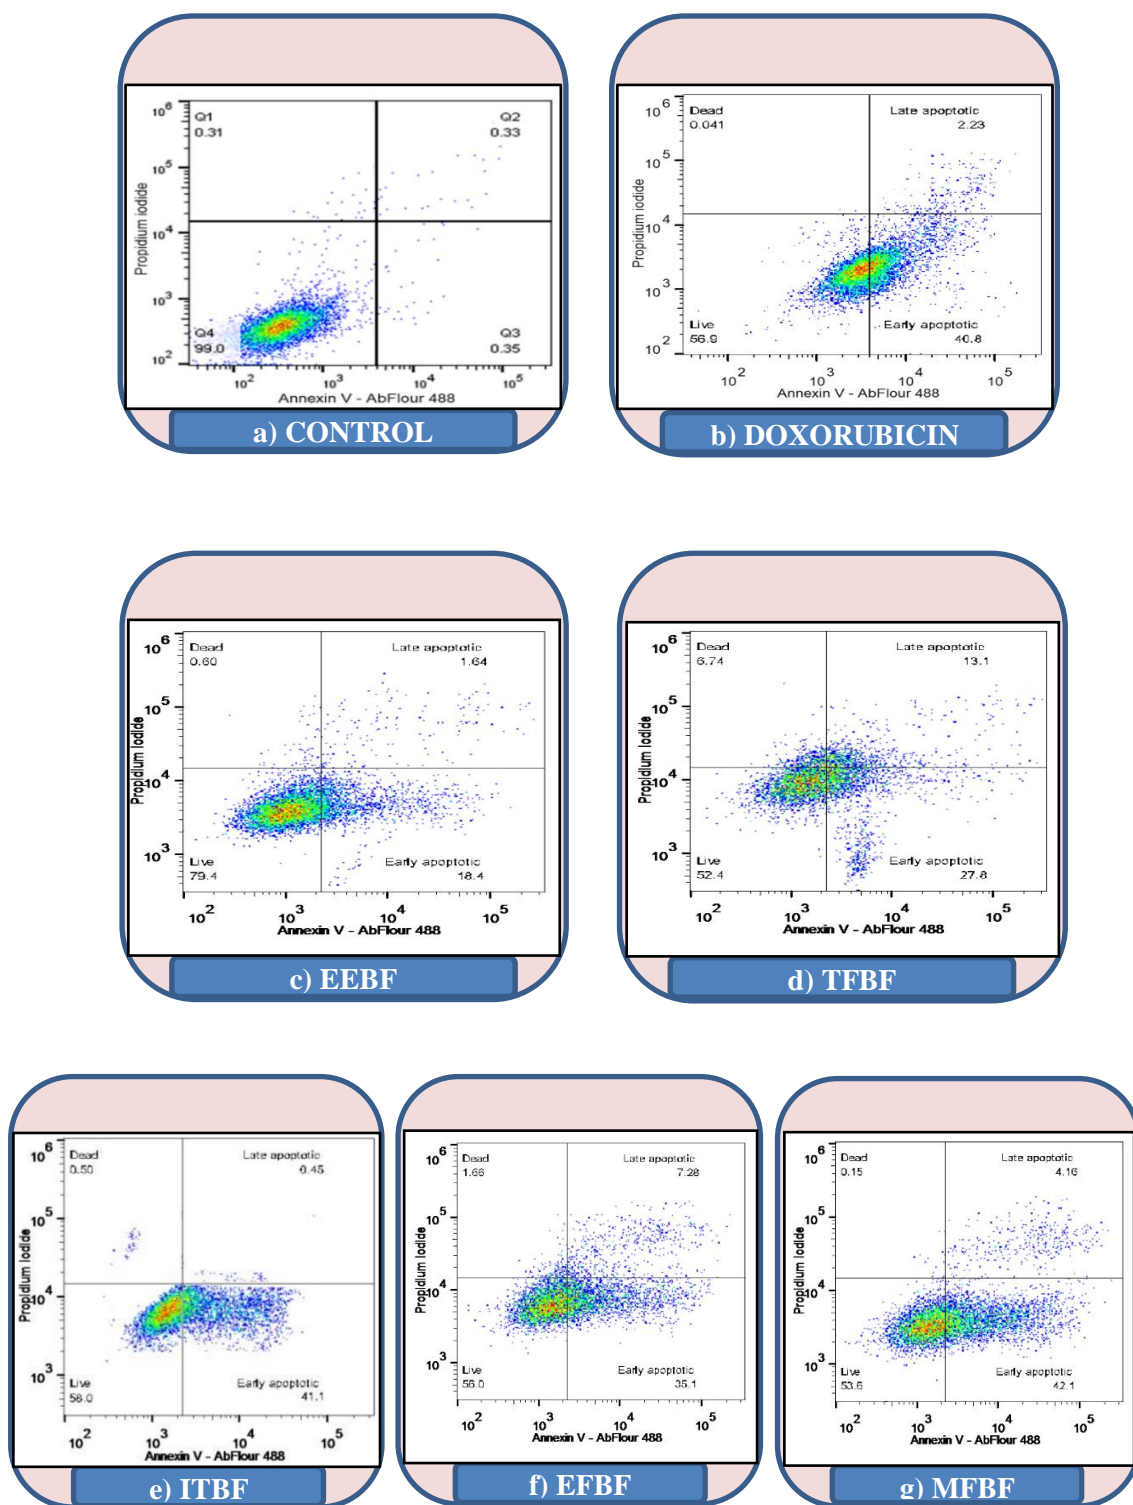 Q1
0.31
Q2
0.33
Q4
99.0
Q3
0.35
10^6
10^5
10^4
10^3
10^2
10^2 10^3 10^4 10^5
Propidium iodide
Annexin V - AbFlour 488
a) CONTROL
Dead
0.041
Late apoptotic
2.23
Live
56.9
Early apoptotic
40.8
10^6
10^5
10^4
10^3
10^2
10^2 10^3 10^4 10^5
Propidium iodide
Annexin V - AbFlour 488
b) DOXORUBICIN
Dead
0.60
Late apoptotic
1.64
Live
79.4
Early apoptotic
18.4
10^6
10^5
10^4
10^3
10^2 10^3 10^4 10^5
Propidium Iodide
Annexin V - AbFlour 488
c) EEBF
Dead
6.74
Late apoptotic
13.1
Live
52.4
Early apoptotic
27.8
10^6
10^5
10^4
10^3
10^2 10^3 10^4 10^5
Propidium Iodide
Annexin V - AbFlour 488
d) TFBF
Dead
0.50
Late apoptotic
0.45
Live
58.0
Early apoptotic
41.1
10^6
10^5
10^4
10^3
10^2 10^3 10^4 10^5
Propidium Iodide
Annexin V - AbFlour 488
e) ITBF
Dead
1.66
Late apoptotic
7.28
Live
56.0
Early apoptotic
35.1
10^6
10^5
10^4
10^3
10^2 10^3 10^4 10^5
Propidium Iodide
Annexin V - AbFlour 488
f) EFBF
Dead
0.15
Late apoptotic
4.16
Live
53.6
Early apoptotic
42.1
10^6
10^5
10^4
10^3
10^2 10^3 10^4 10^5
Propidium Iodide
Annexin V - AbFlour 488
g) MFBF